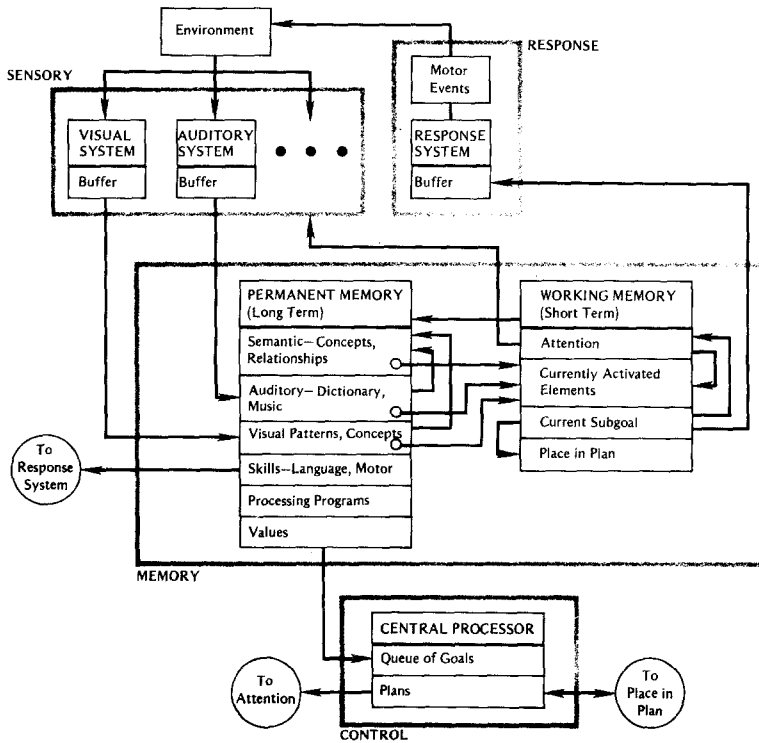 Environment
RESPONSE
SENSORY
Motor
Events
VISUAL
SYSTEM
Buffer
AUDITORY
SYSTEM
Buffer
RESPONSE
SYSTEM
Buffer
PERMANENT MEMORY
(Long Term)
Semantic—Concepts,
Relationships
Auditory—Dictionary,
Music
Visual Patterns, Concepts
Skills—Language, Motor
Processing Programs
Values
WORKING MEMORY
(Short Term)
Attention
Currently Activated
Elements
Current Subgoal
Place in Plan
To
Response
System
MEMORY
CENTRAL PROCESSOR
Queue of Goals
Plans
To
Attention
To
Place in
Plan
CONTROL